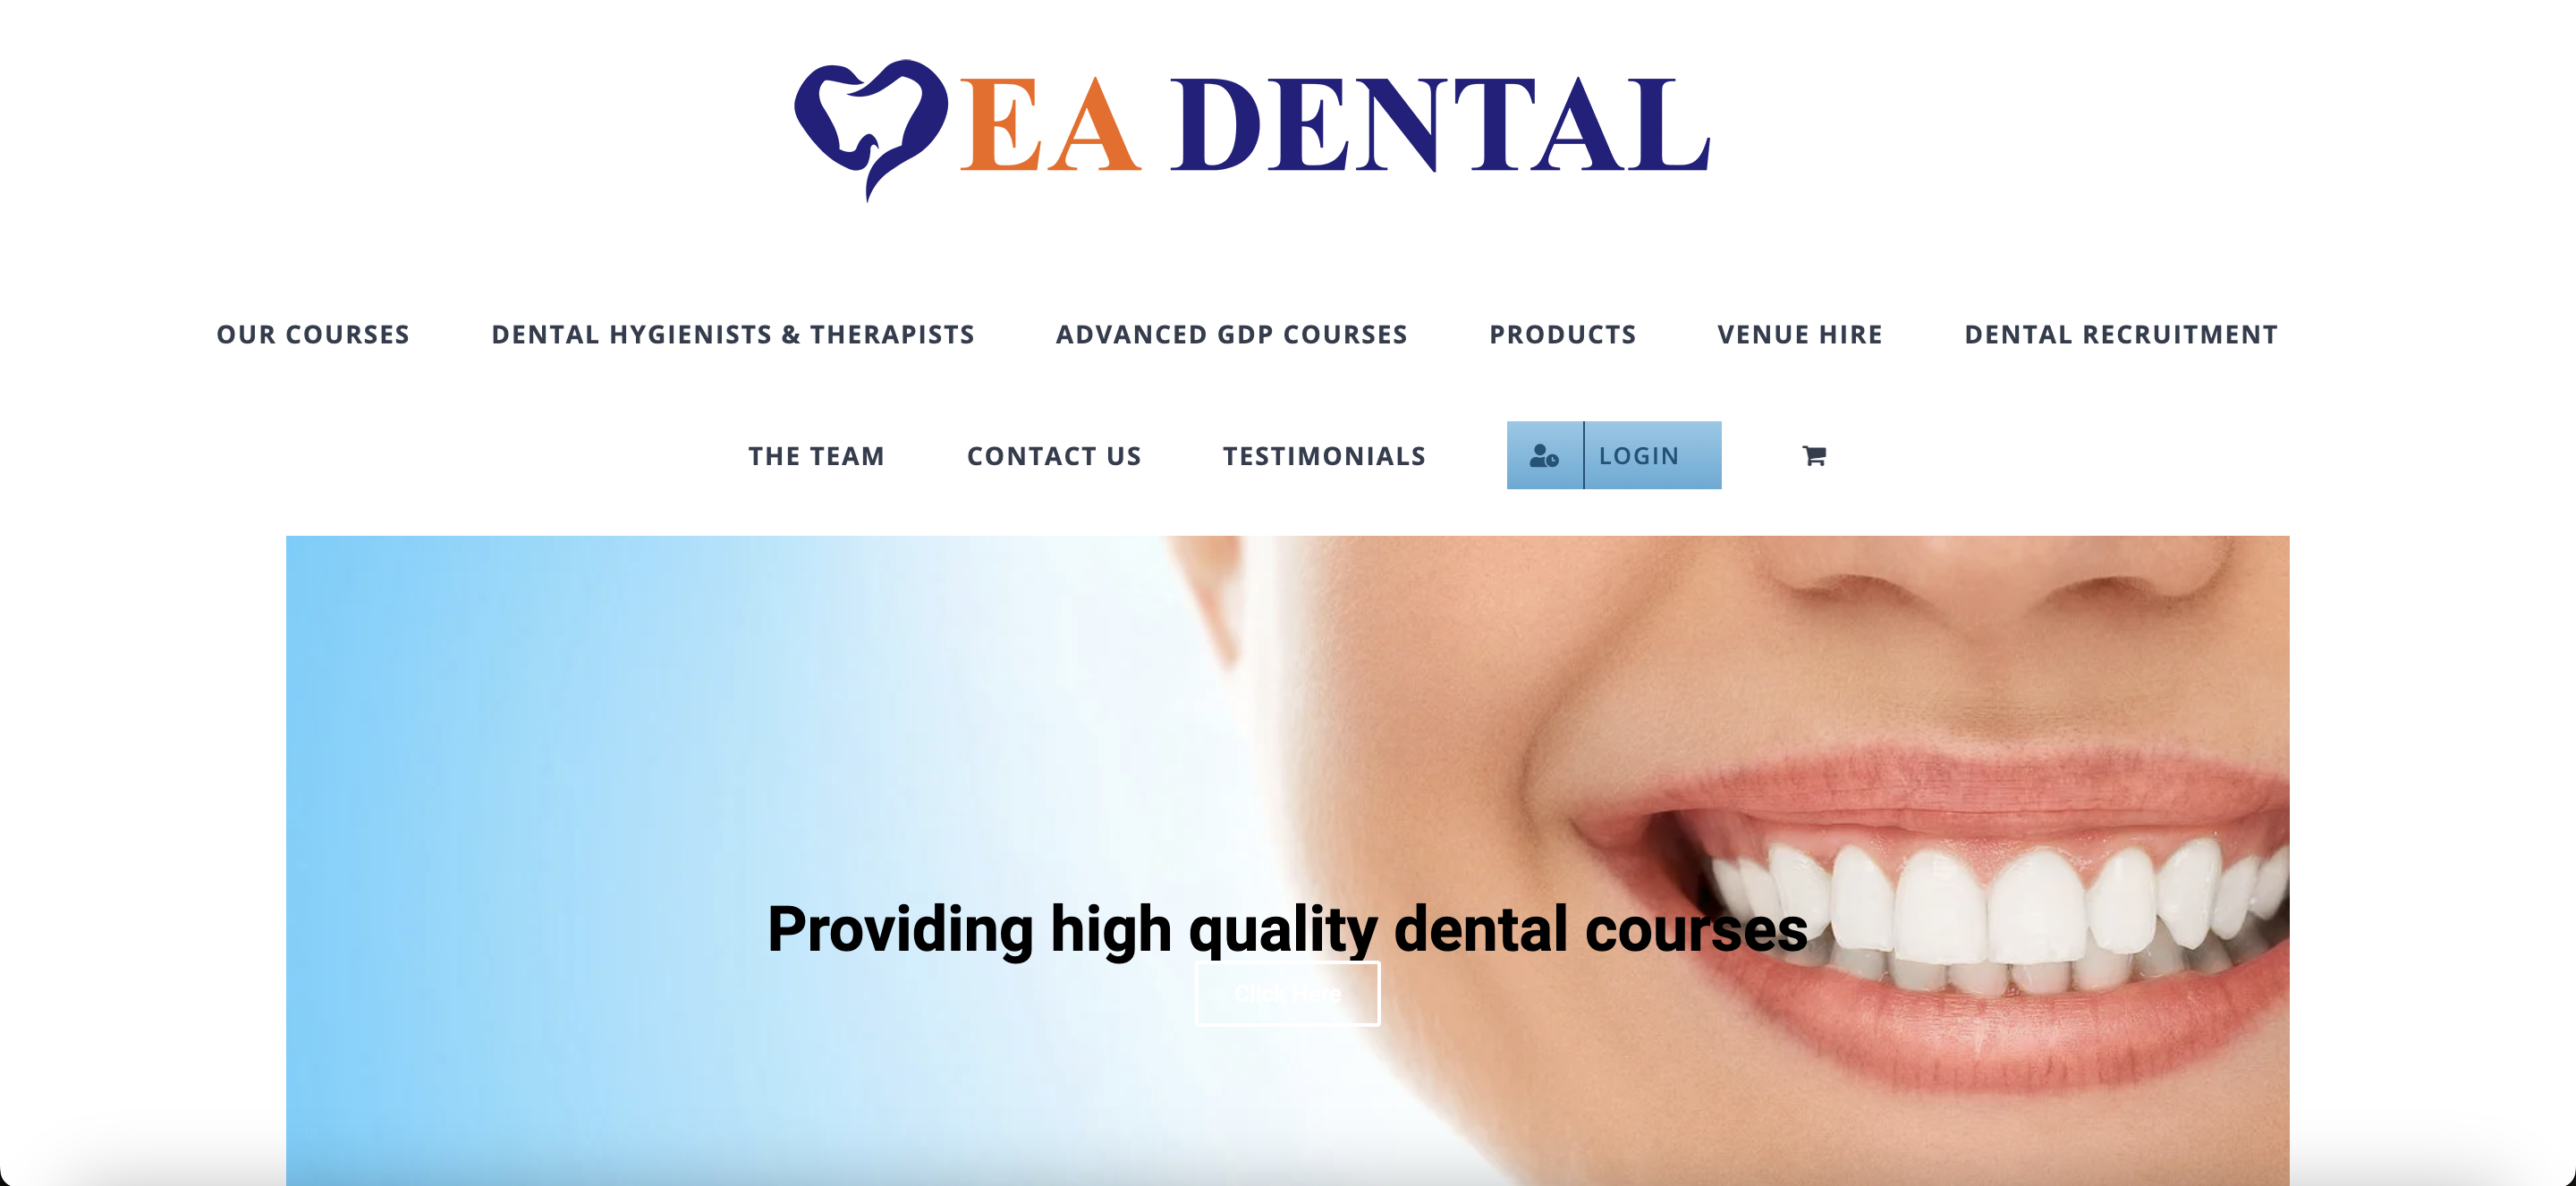 EA DENTAL
OUR COURSES DENTAL HYGIENISTS & THERAPISTS ADVANCED GDP COURSES PRODUCTS VENUE HIRE DENTAL RECRUITMENT
THE TEAM CONTACT US TESTIMONIALS LOGIN
Providing high quality dental courses
Click Here